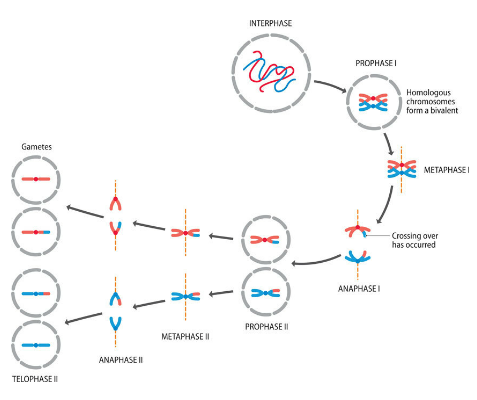 INTERPHASE
PROPHASE I
Homologous
chromosomes
form a bivalent
METAPHASE I
Crossing over
has occurred
ANAPHASE I
PROPHASE II
METAPHASE II
ANAPHASE II
Gametes
TELOPHASE II